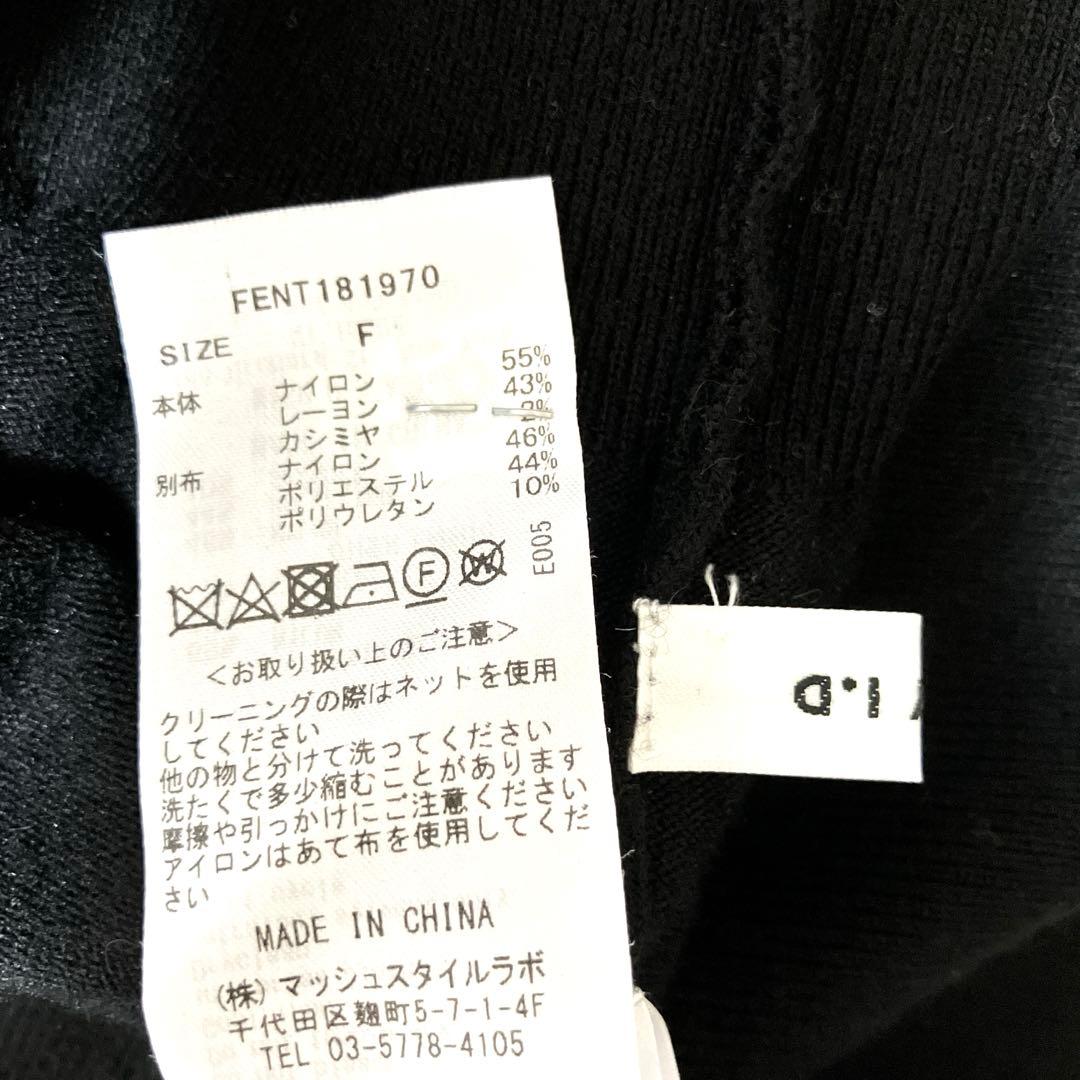 FENT181970
SIZE F
本体 ナイロン 55%
レーヨン 43%
カシミヤ 2%
別布 ナイロン 46%
ポリエステル 44%
ポリウレタン 10%
E005
F
W
<お取り扱い上のご注意>
クリーニングの際はネットを使用
してください
他の物と分けて洗ってください
洗たくで多少縮むことがあります
摩擦や引っかけにご注意ください
アイロンはあて布を使用してくだ
さい
MADE IN CHINA
(株)マッシュスタイルラボ
千代田区麹町5-7-1-4F
TEL 03-5778-4105
I.D